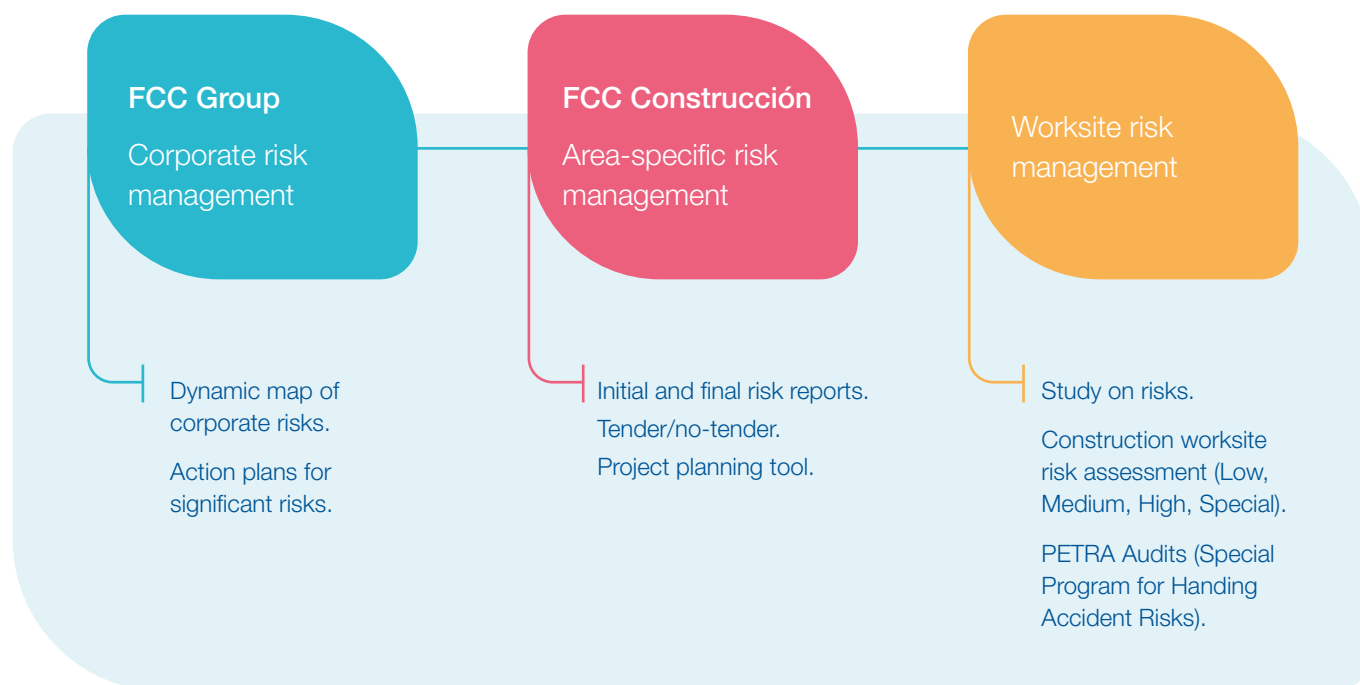 FCC Group
Corporate risk
management
FCC Construcción
Area-specific risk
management
Worksite risk
management
Dynamic map of
corporate risks.
Action plans for
significant risks.
Initial and final risk reports.
Tender/no-tender.
Project planning tool.
Study on risks.
Construction worksite
risk assessment (Low,
Medium, High, Special).
PETRA Audits (Special
Program for Handing
Accident Risks).